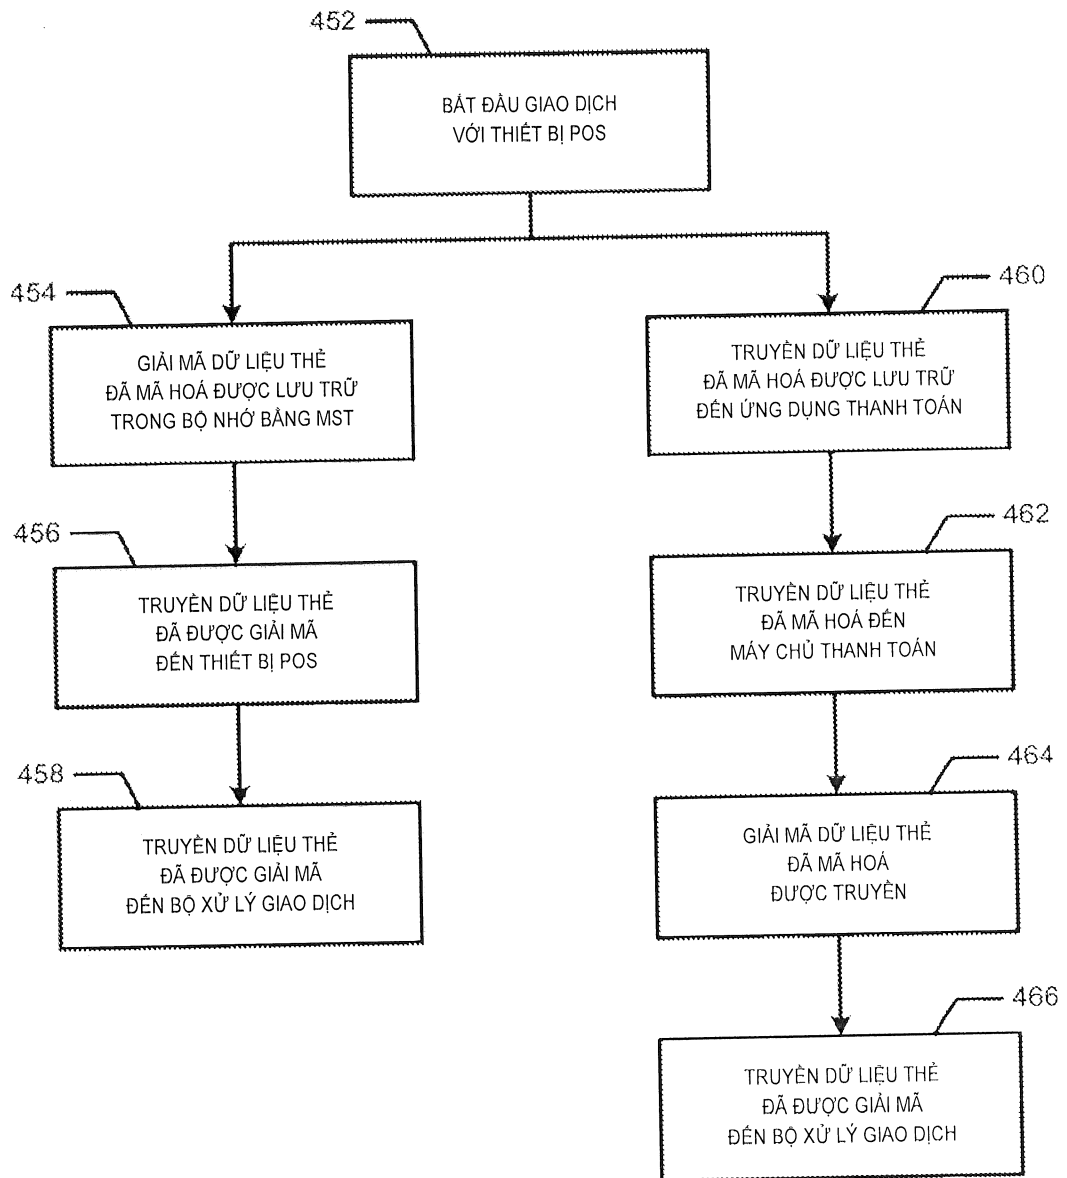 452
BẮT ĐẦU GIAO DỊCH
VỚI THIẾT BỊ POS
454
GIẢI MÃ DỮ LIỆU THẺ
ĐÃ MÃ HOÁ ĐƯỢC LƯU TRỮ
TRONG BỘ NHỚ BẰNG MST
456
TRUYỀN DỮ LIỆU THẺ
ĐÃ ĐƯỢC GIẢI MÃ
ĐẾN THIẾT BỊ POS
458
TRUYỀN DỮ LIỆU THẺ
ĐÃ ĐƯỢC GIẢI MÃ
ĐẾN BỘ XỬ LÝ GIAO DỊCH
460
TRUYỀN DỮ LIỆU THẺ
ĐÃ MÃ HOÁ ĐƯỢC LƯU TRỮ
ĐẾN ỨNG DỤNG THANH TOÁN
462
TRUYỀN DỮ LIỆU THẺ
ĐÃ MÃ HOÁ ĐẾN
MÁY CHỦ THANH TOÁN
464
GIẢI MÃ DỮ LIỆU THẺ
ĐÃ MÃ HOÁ
ĐƯỢC TRUYỀN
466
TRUYỀN DỮ LIỆU THẺ
ĐÃ ĐƯỢC GIẢI MÃ
ĐẾN BỘ XỬ LÝ GIAO DỊCH